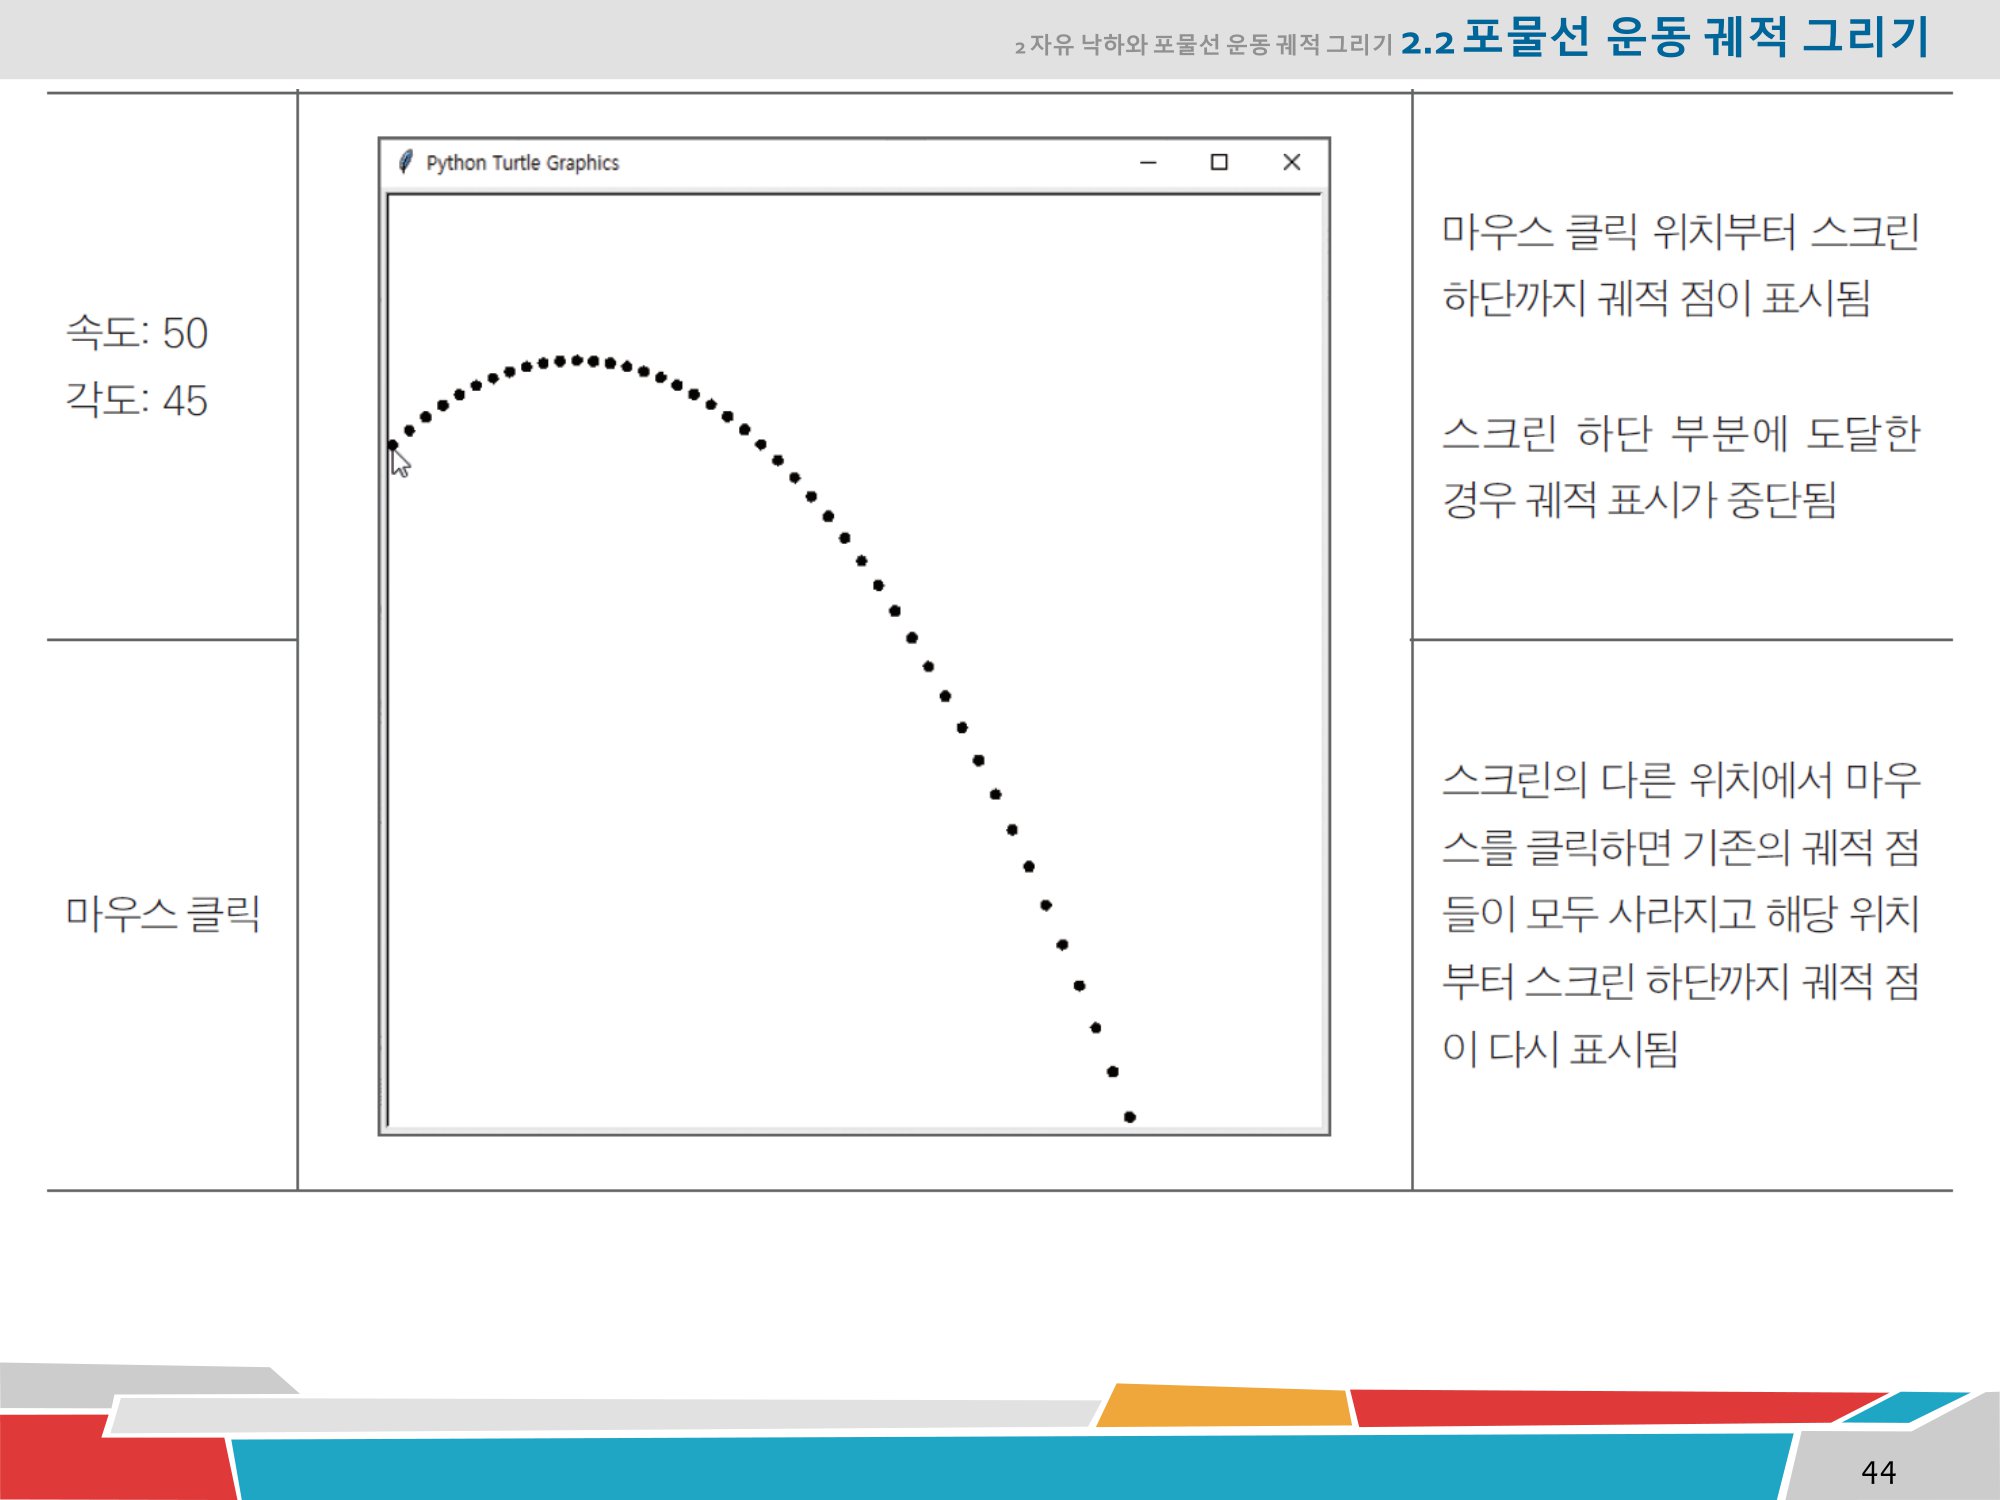 2 자유 낙하와 포물선 운동 궤적 그리기 2.2 포물선 운동 궤적 그리기
속도: 50
각도: 45
Python Turtle Graphics
마우스 클릭 위치부터 스크린
하단까지 궤적 점이 표시됨
스크린 하단 부분에 도달한
경우 궤적 표시가 중단됨
마우스 클릭
스크린의 다른 위치에서 마우
스를 클릭하면 기존의 궤적 점
들이 모두 사라지고 해당 위치
부터 스크린 하단까지 궤적 점
이 다시 표시됨
44